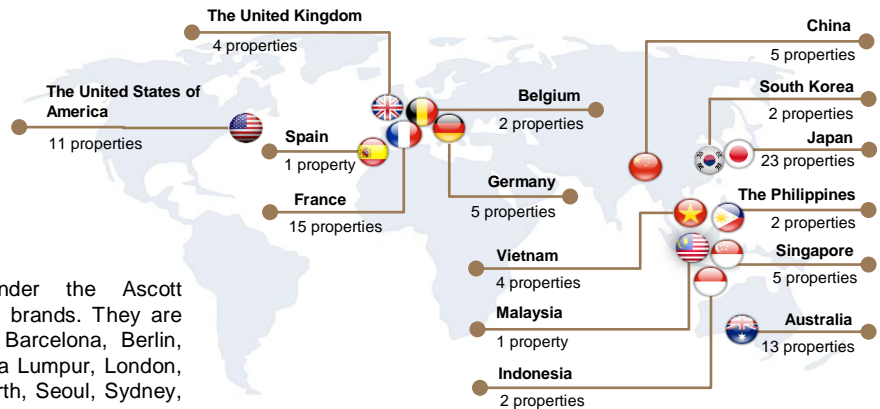 The United Kingdom
4 properties
The United States of
America
11 properties
Spain
1 property
France
15 properties
Belgium
2 properties
Germany
5 properties
China
5 properties
South Korea
2 properties
Japan
23 properties
The Philippines
2 properties
Vietnam
4 properties
Singapore
5 properties
Malaysia
1 property
Australia
13 properties
Indonesia
2 properties
the Ascott
brands. They are
Barcelona, Berlin,
Lumpur, London,
Seoul, Sydney,